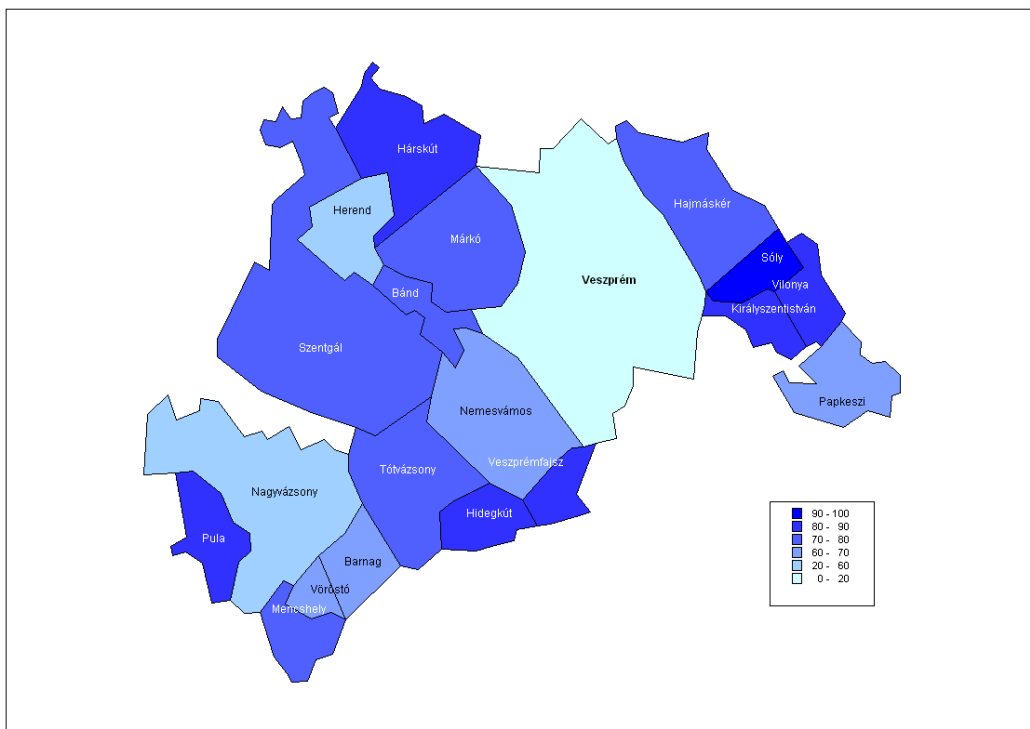 Hárskút
Hajmáskér
Herend
Márkó
Sóly
Veszprém
Vilonya
Bánd
Királyszentistván
Szentgál
Papkeszi
Nemesvámos
Veszprémfajsz
Tótvázsony
Nagyvázsony
Hidegkút
Pula
Barnag
Vöröstó
Mencshely
90 - 100
80 - 90
70 - 80
60 - 70
20 - 60
0 - 20